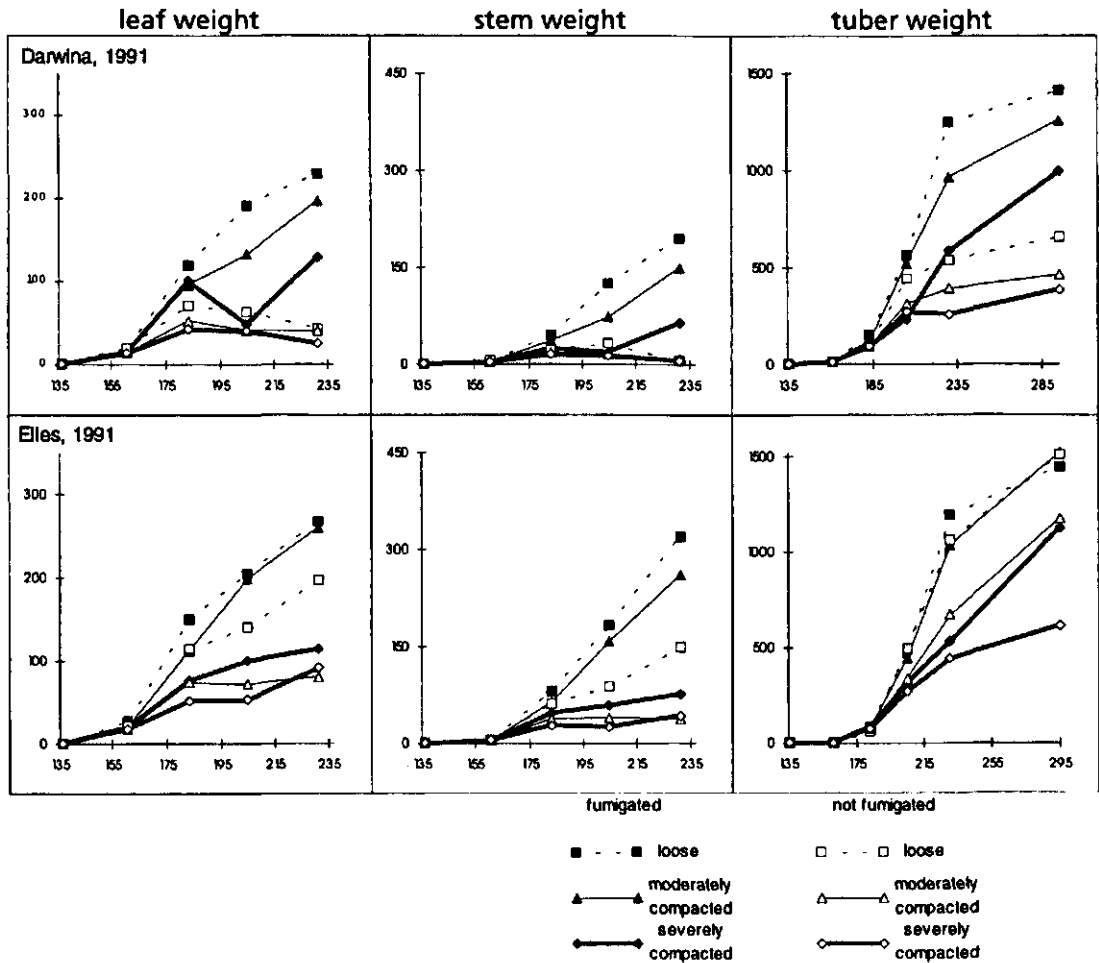 leaf weight stem weight tuber weight
Darwina, 1991
300
200
100
0
135 155 175 195 215 235
450
300
150
0
135 155 175 195 215 235
1500
1000
500
0
135 185 235 285
Elles, 1991
300
200
100
0
135 155 175 195 215 235
450
300
150
0
135 155 175 195 215 235
1500
1000
500
0
135 175 215 255 295
fumigated not fumigated
loose loose
moderately moderately
compacted compacted
severely severely
compacted compacted